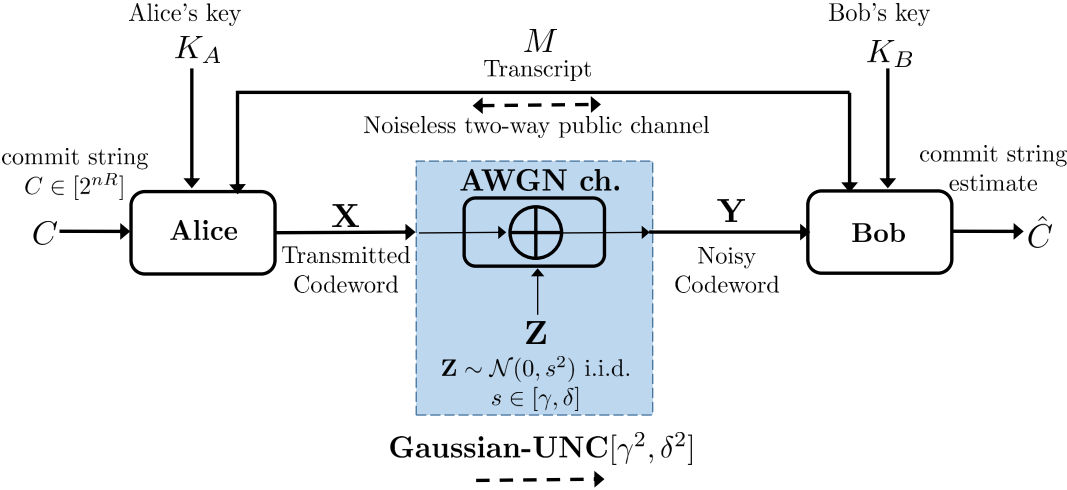 Alice's key
Bob's key
K_A
M
K_B
Transcript
Noiseless two-way public channel
commit string
C ∈ [2^{nR}]
commit string
estimate
AWGN ch.
C
Alice
X
Y
Bob
Ĉ
Transmitted
Codeword
Noisy
Codeword
Z
Z ∼ 𝒩(0, s²) i.i.d.
s ∈ [γ, δ]
Gaussian-UNC[γ², δ²]